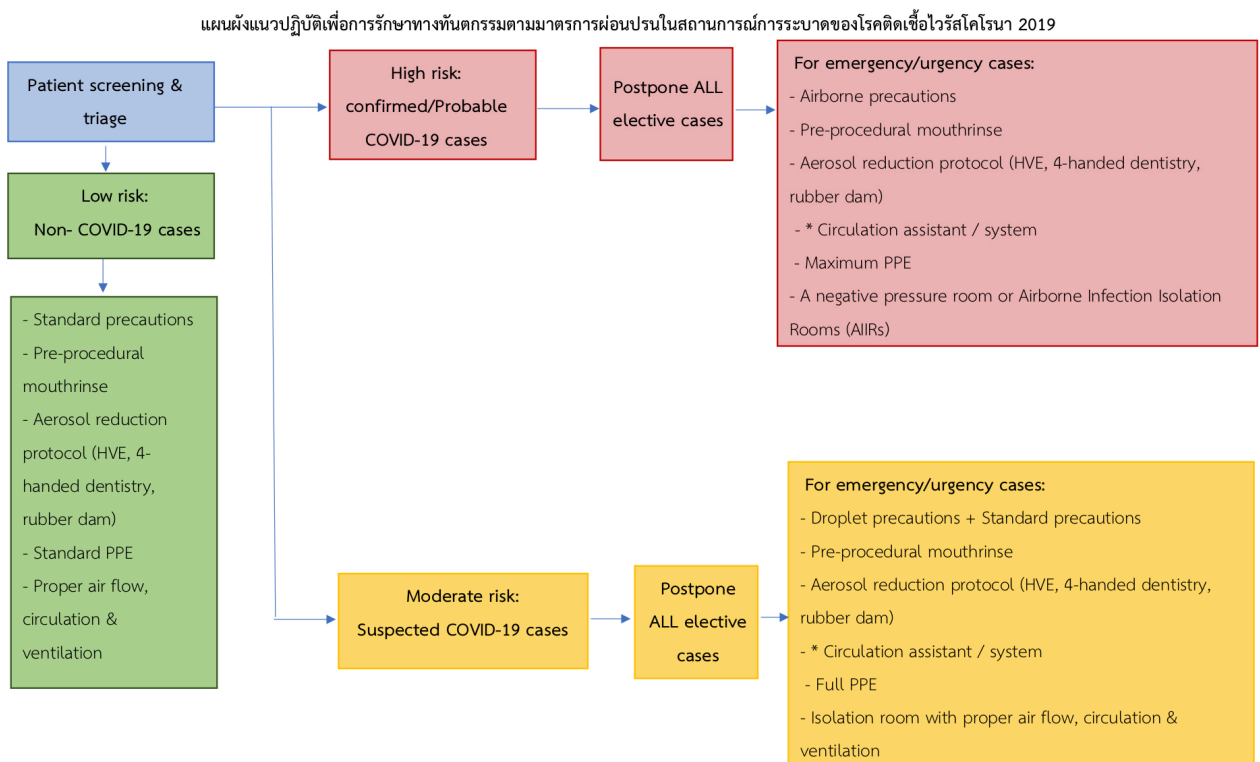 แผนผังแนวปฏิบัติเพื่อการรักษาทางทันตกรรมตามมาตรการผ่อนปรนในสถานการณ์การระบาดของโรคติดเชื้อไวรัสโคโรนา 2019
Patient screening &
triage
High risk:
confirmed/Probable
COVID-19 cases
Postpone ALL
elective cases
For emergency/urgency cases:
- Airborne precautions
- Pre-procedural mouthrinse
- Aerosol reduction protocol (HVE, 4-handed dentistry,
rubber dam)
- * Circulation assistant / system
- Maximum PPE
- A negative pressure room or Airborne Infection Isolation
Rooms (AIIRs)
Low risk:
Non- COVID-19 cases
- Standard precautions
- Pre-procedural
mouthrinse
- Aerosol reduction
protocol (HVE, 4-
handed dentistry,
rubber dam)
- Standard PPE
- Proper air flow,
circulation &
ventilation
Moderate risk:
Suspected COVID-19 cases
Postpone
ALL elective
cases
For emergency/urgency cases:
- Droplet precautions + Standard precautions
- Pre-procedural mouthrinse
- Aerosol reduction protocol (HVE, 4-handed dentistry,
rubber dam)
- * Circulation assistant / system
- Full PPE
- Isolation room with proper air flow, circulation &
ventilation